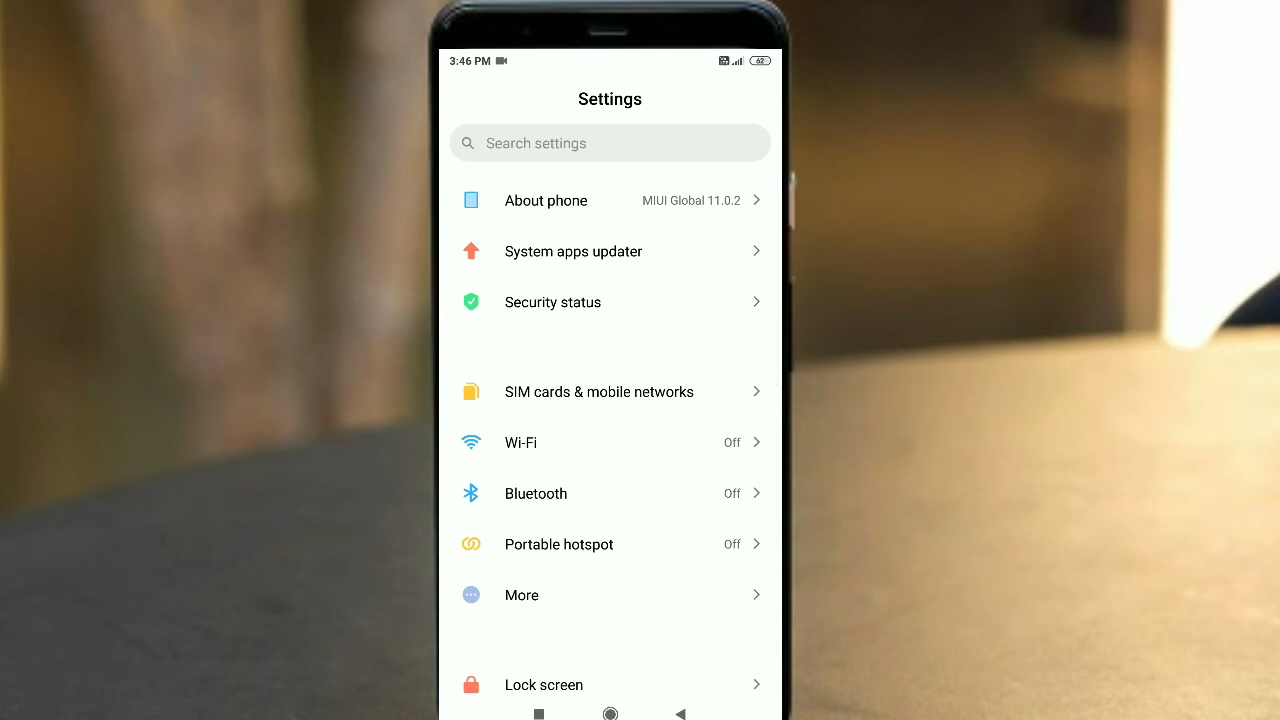 3:46 PM 62
Settings
Search settings
About phone MIUI Global 11.0.2
System apps updater
Security status
SIM cards & mobile networks
Wi-Fi Off
Bluetooth Off
Portable hotspot Off
More
Lock screen